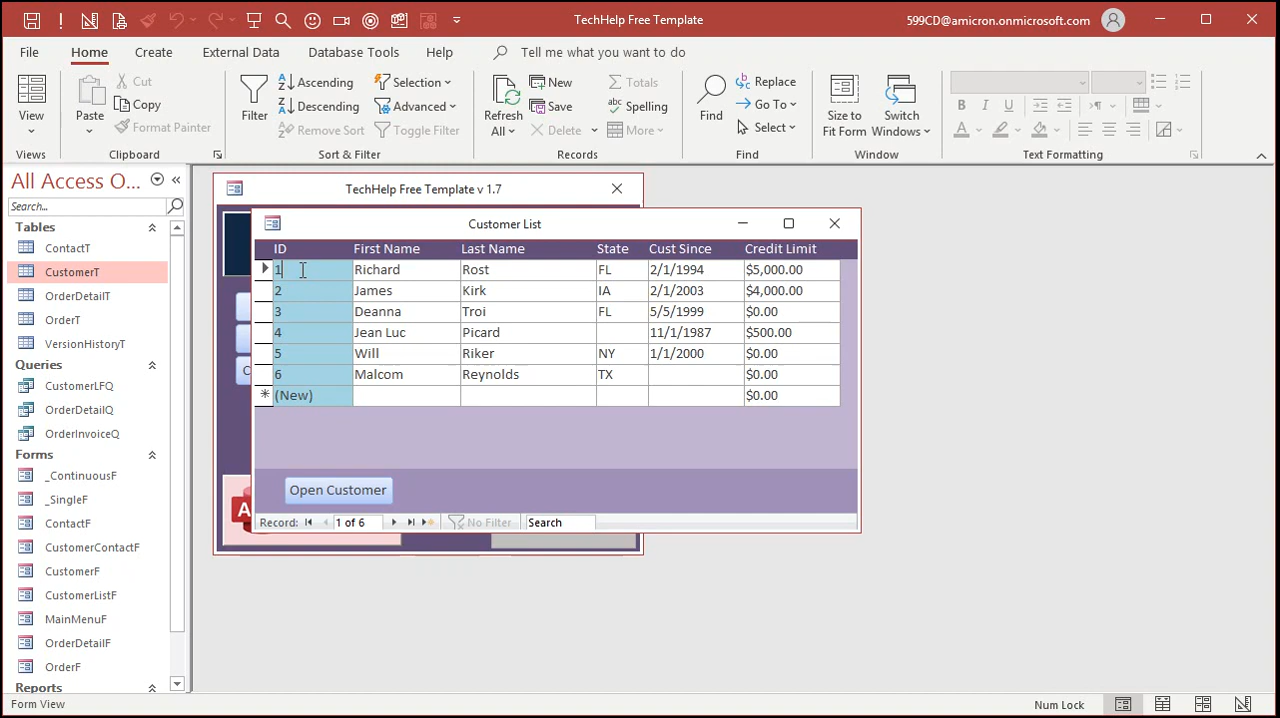 TechHelp Free Template
599CD@amicron.onmicrosoft.com
File Home Create External Data Database Tools Help Tell me what you want to do
View
Views
Paste
Cut
Copy
Format Painter
Clipboard
Filter
Ascending
Descending
Remove Sort
Selection
Advanced
Toggle Filter
Sort & Filter
Refresh All
New
Save
Delete
Totals
Spelling
More
Records
Find
Replace
Go To
Select
Find
Size to Fit Form
Switch Windows
Window
B I U
A
Text Formatting
All Access O...
Search...
Tables
ContactT
CustomerT
OrderDetailT
OrderT
VersionHistoryT
Queries
CustomerLFQ
OrderDetailQ
OrderInvoiceQ
Forms
_ContinuousF
_SingleF
ContactF
CustomerContactF
CustomerF
CustomerListF
MainMenuF
OrderDetailF
OrderF
Reports
TechHelp Free Template v 1.7
C
A
Customer List
ID First Name Last Name State Cust Since Credit Limit
1 Richard Rost FL 2/1/1994 $5,000.00
2 James Kirk IA 2/1/2003 $4,000.00
3 Deanna Troi FL 5/5/1999 $0.00
4 Jean Luc Picard 11/1/1987 $500.00
5 Will Riker NY 1/1/2000 $0.00
6 Malcom Reynolds TX $0.00
(New) $0.00
Open Customer
Record: 1 of 6 No Filter Search
Form View
Num Lock